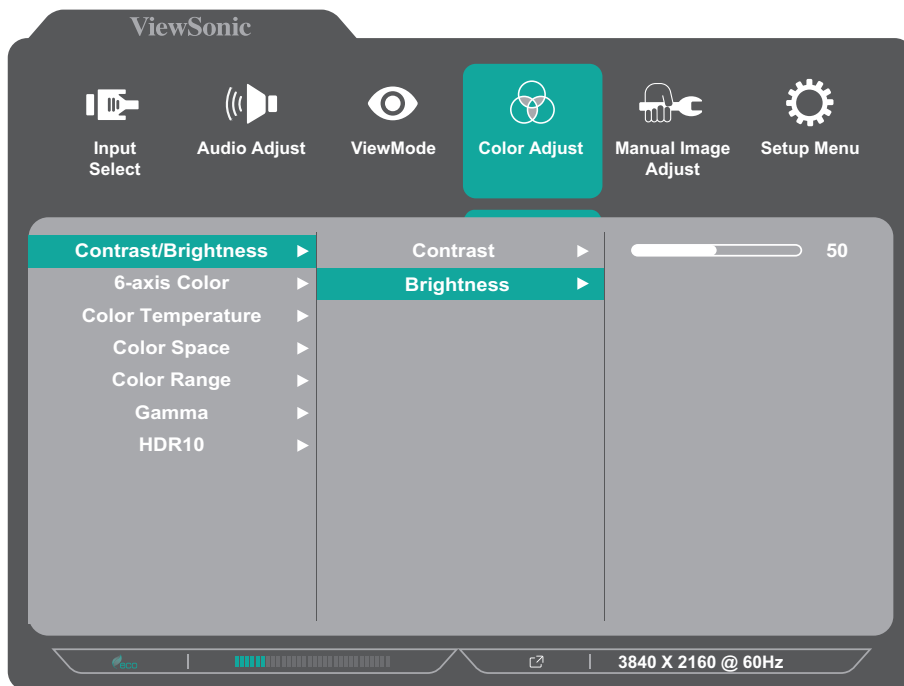 ViewSonic
Input Select
Audio Adjust
ViewMode
Color Adjust
Manual Image Adjust
Setup Menu
Contrast/Brightness
6-axis Color
Color Temperature
Color Space
Color Range
Gamma
HDR10
Contrast
Brightness
50
eco
3840 X 2160 @ 60Hz